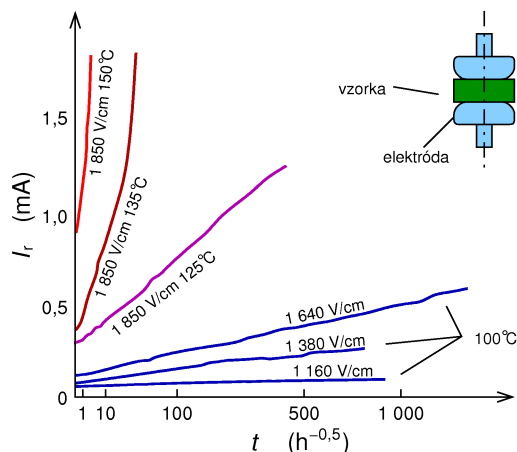 1,5
1,0
0,5
0
I_r (mA)
1 850 V/cm 150°C
1 850 V/cm 135°C
1 850 V/cm 125°C
1 640 V/cm
1 380 V/cm
1 160 V/cm
100°C
vzorka
elektróda
1 10 100 500 1 000
t (h^–0,5)